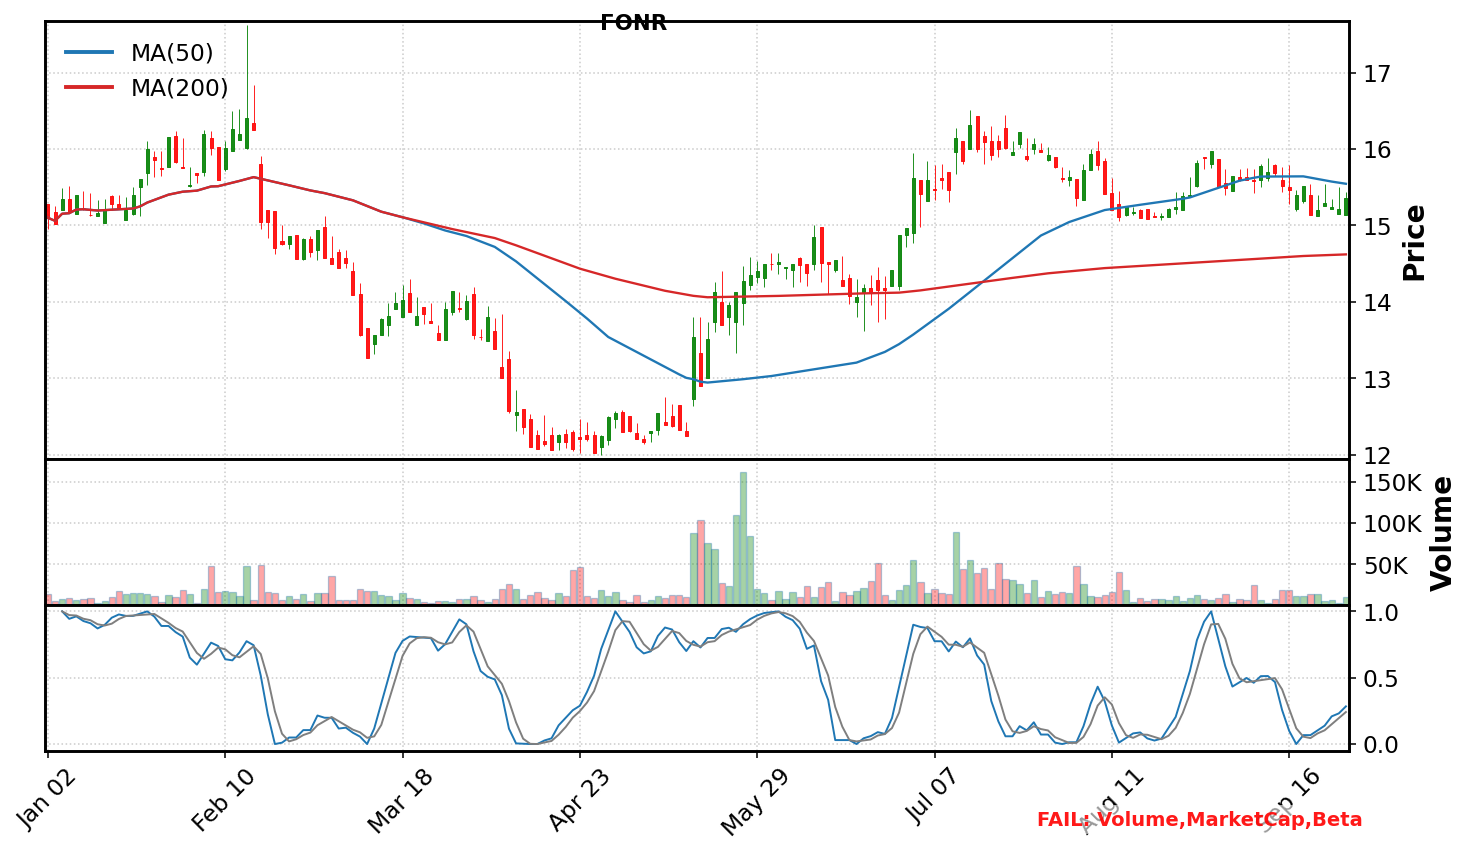 FONR
MA(50)
MA(200)
17
16
15
14
13
12
Price
150K
100K
50K
Volume
1.0
0.5
0.0
Jan 02
Feb 10
Mar 18
Apr 23
May 29
Jul 07
Aug 11
Sep 16
FAIL: Volume,MarketCap,Beta